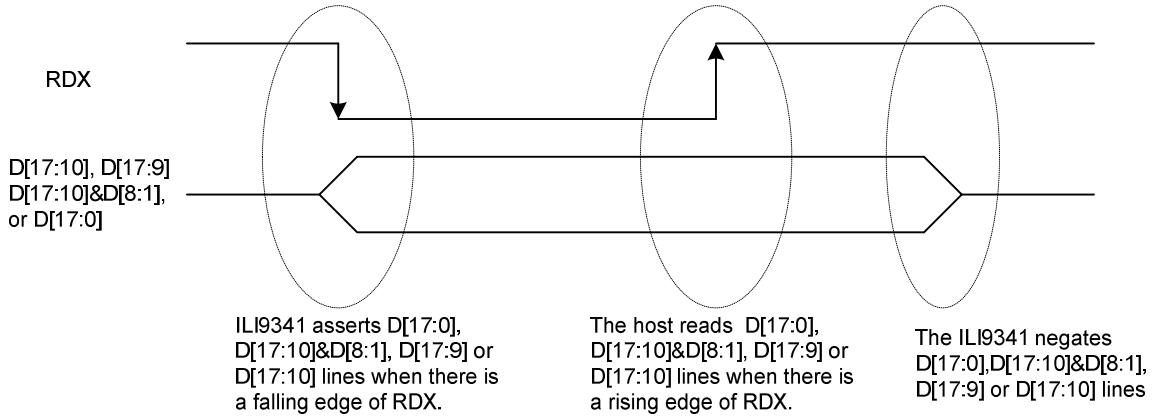 RDX
D[17:10], D[17:9]
D[17:10]&D[8:1],
or D[17:0]
ILI9341 asserts D[17:0],
D[17:10]&D[8:1], D[17:9] or
D[17:10] lines when there is
a falling edge of RDX.
The host reads D[17:0],
D[17:10]&D[8:1], D[17:9] or
D[17:10] lines when there is
a rising edge of RDX.
The ILI9341 negates
D[17:0],D[17:10]&D[8:1],
D[17:9] or D[17:10] lines